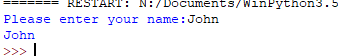 ======= RESTART: N:/Documents/WinPython3.5
Please enter your name:John
John
>>>